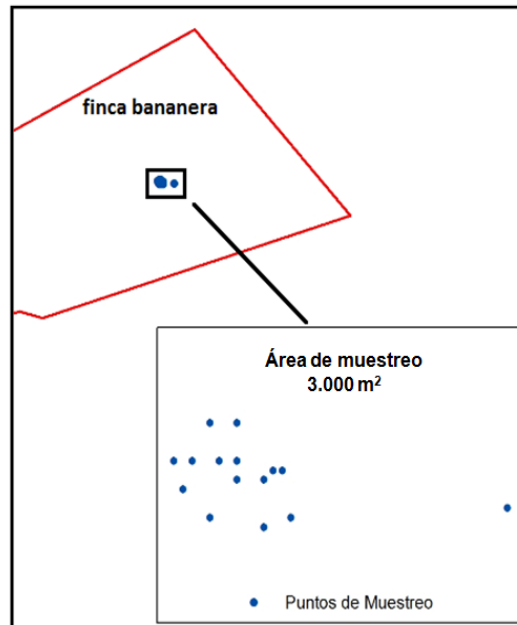 finca bananera
Área de muestreo
3.000 m²
Puntos de Muestreo